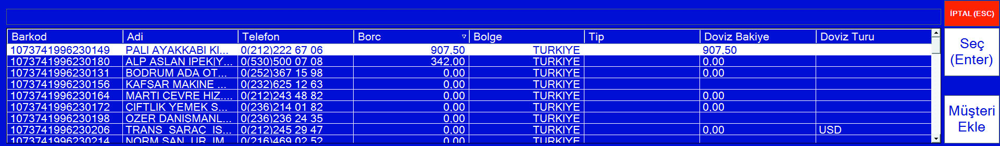 İPTAL (ESC)
Barkod Adi Telefon Borc Bolge Tip Doviz Bakiye Doviz Turu
1073741996230149 PALI AYAKKABI KI... 0(212)222 67 06 907,50 TURKIYE 907,50
1073741996230180 ALP ASLAN IPEKIY... 0(530)500 07 08 342,00 TURKIYE 0,00
1073741996230131 BODRUM ADA OT... 0(252)367 15 98 0,00 TURKIYE 0,00
1073741996230156 KAFSAR MAKINE ... 0(232)625 12 63 0,00 TURKIYE
1073741996230164 MARTI ÇEVRE HIZ.... 0(212)243 48 82 0,00 TURKIYE 0,00
1073741996230172 ÇIFTLIK YEMEK S... 0(236)214 01 82 0,00 TURKIYE 0,00
1073741996230198 OZER DANISMANL... 0(236)236 24 35 0,00 TURKIYE
1073741996230206 TRANS SARAÇ IS... 0(212)245 29 47 0,00 TURKIYE 0,00 USD
1073741996230214 NORM SAN. UR. IM... 0(216)469 02 52 0,00 TURKIYE
Seç
(Enter)
Müşteri
Ekle